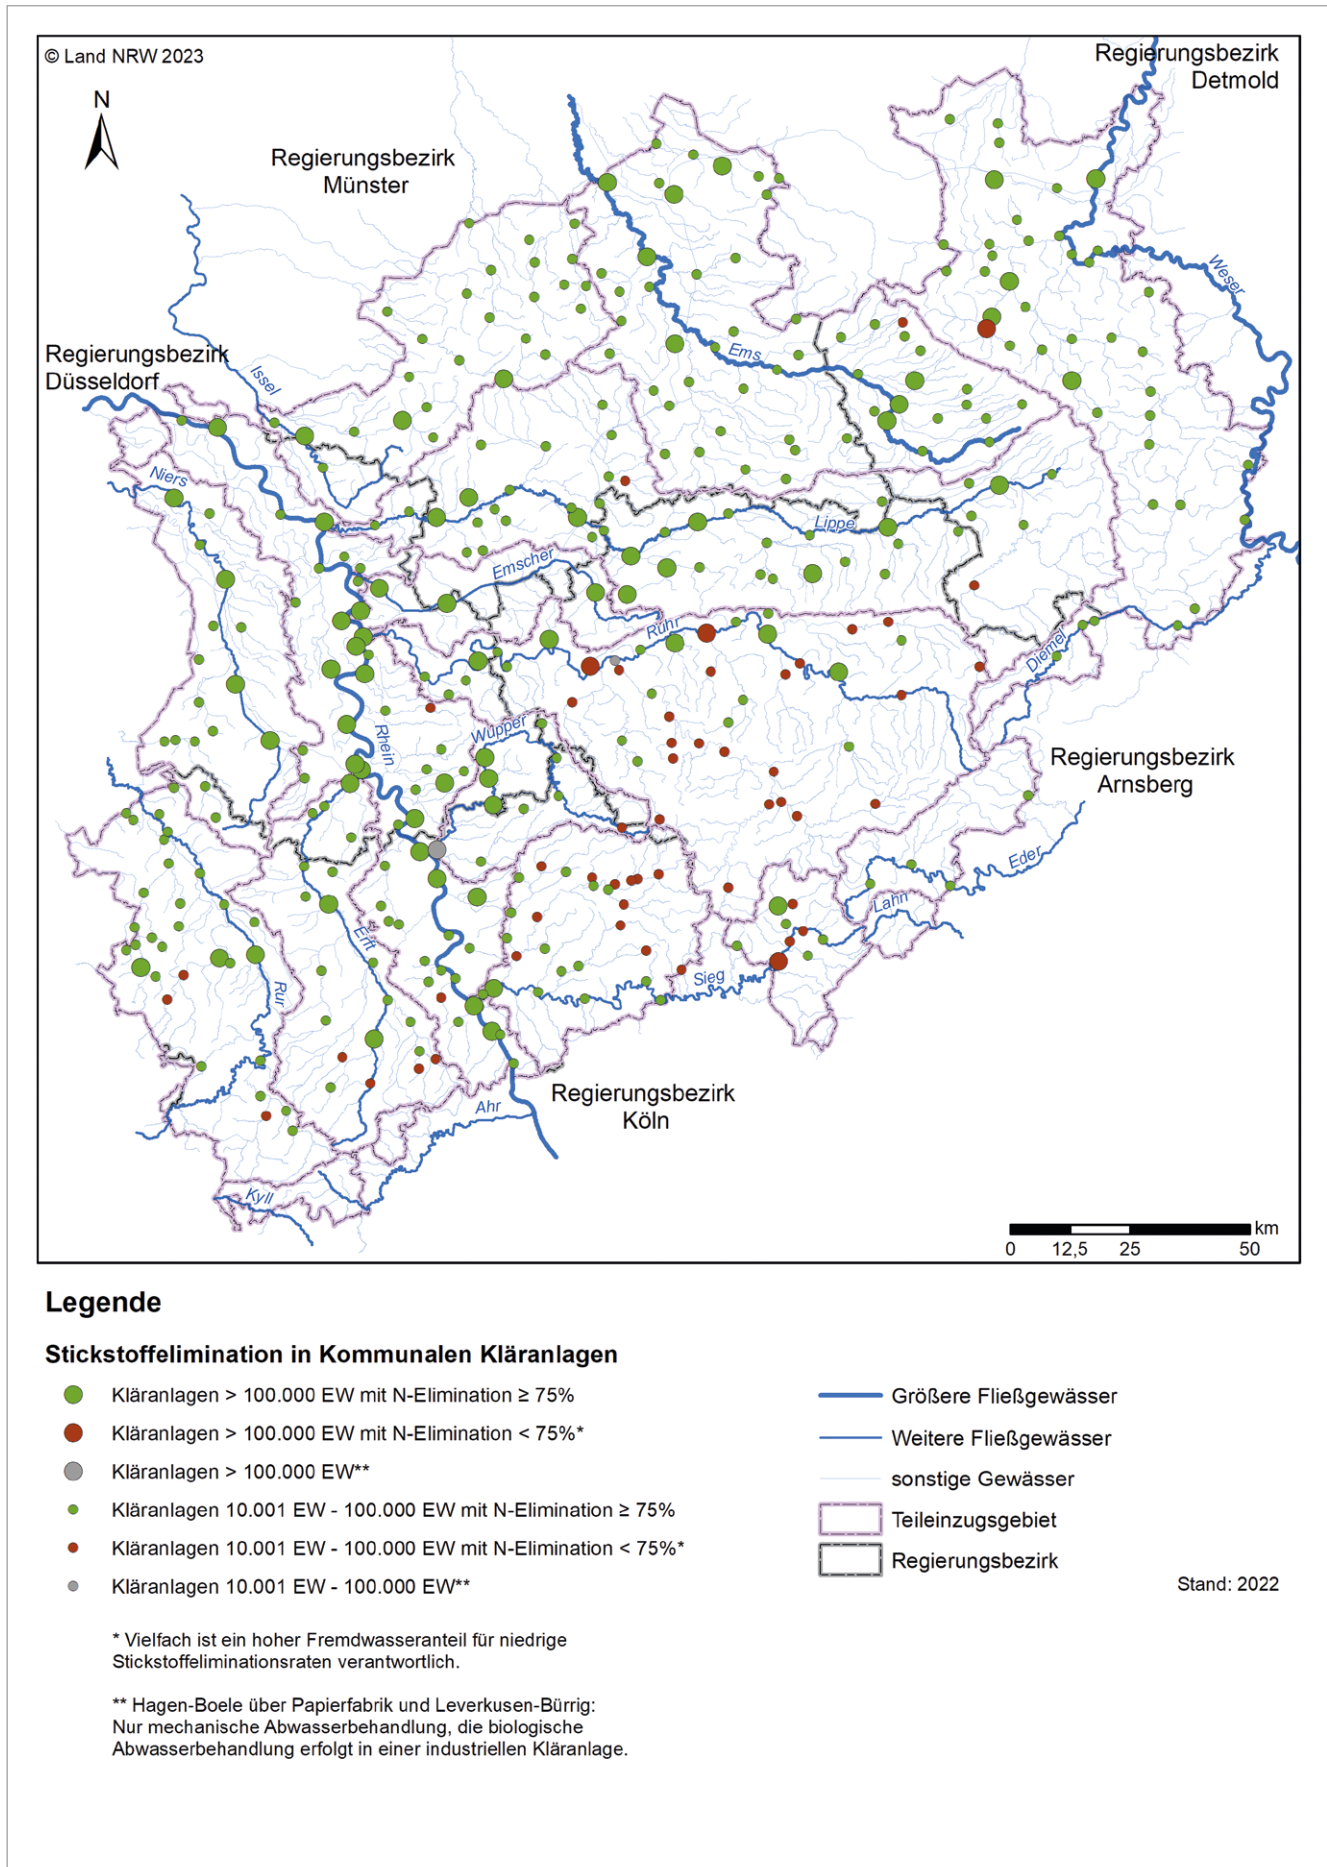 © Land NRW 2023
Regierungsbezirk
Detmold
N
Regierungsbezirk
Münster
Weser
Regierungsbezirk
Düsseldorf
Issel
Ems
Niers
Lippe
Emscher
Ruhr
Diemel
Rhein
Wupper
Regierungsbezirk
Arnsberg
Eder
Lahn
Erft
Sieg
Rur
Regierungsbezirk
Köln
Ahr
Kyll
km
0 12,5 25 50
Legende
Stickstoffelimination in Kommunalen Kläranlagen
Kläranlagen > 100.000 EW mit N-Elimination ≥ 75%
Kläranlagen > 100.000 EW mit N-Elimination < 75%*
Kläranlagen > 100.000 EW**
Kläranlagen 10.001 EW - 100.000 EW mit N-Elimination ≥ 75%
Kläranlagen 10.001 EW - 100.000 EW mit N-Elimination < 75%*
Kläranlagen 10.001 EW - 100.000 EW**
Größere Fließgewässer
Weitere Fließgewässer
sonstige Gewässer
Teileinzugsgebiet
Regierungsbezirk
Stand: 2022
* Vielfach ist ein hoher Fremdwasseranteil für niedrige
Stickstoffeliminationsraten verantwortlich.
** Hagen-Boele über Papierfabrik und Leverkusen-Bürrig:
Nur mechanische Abwasserbehandlung, die biologische
Abwasserbehandlung erfolgt in einer industriellen Kläranlage.